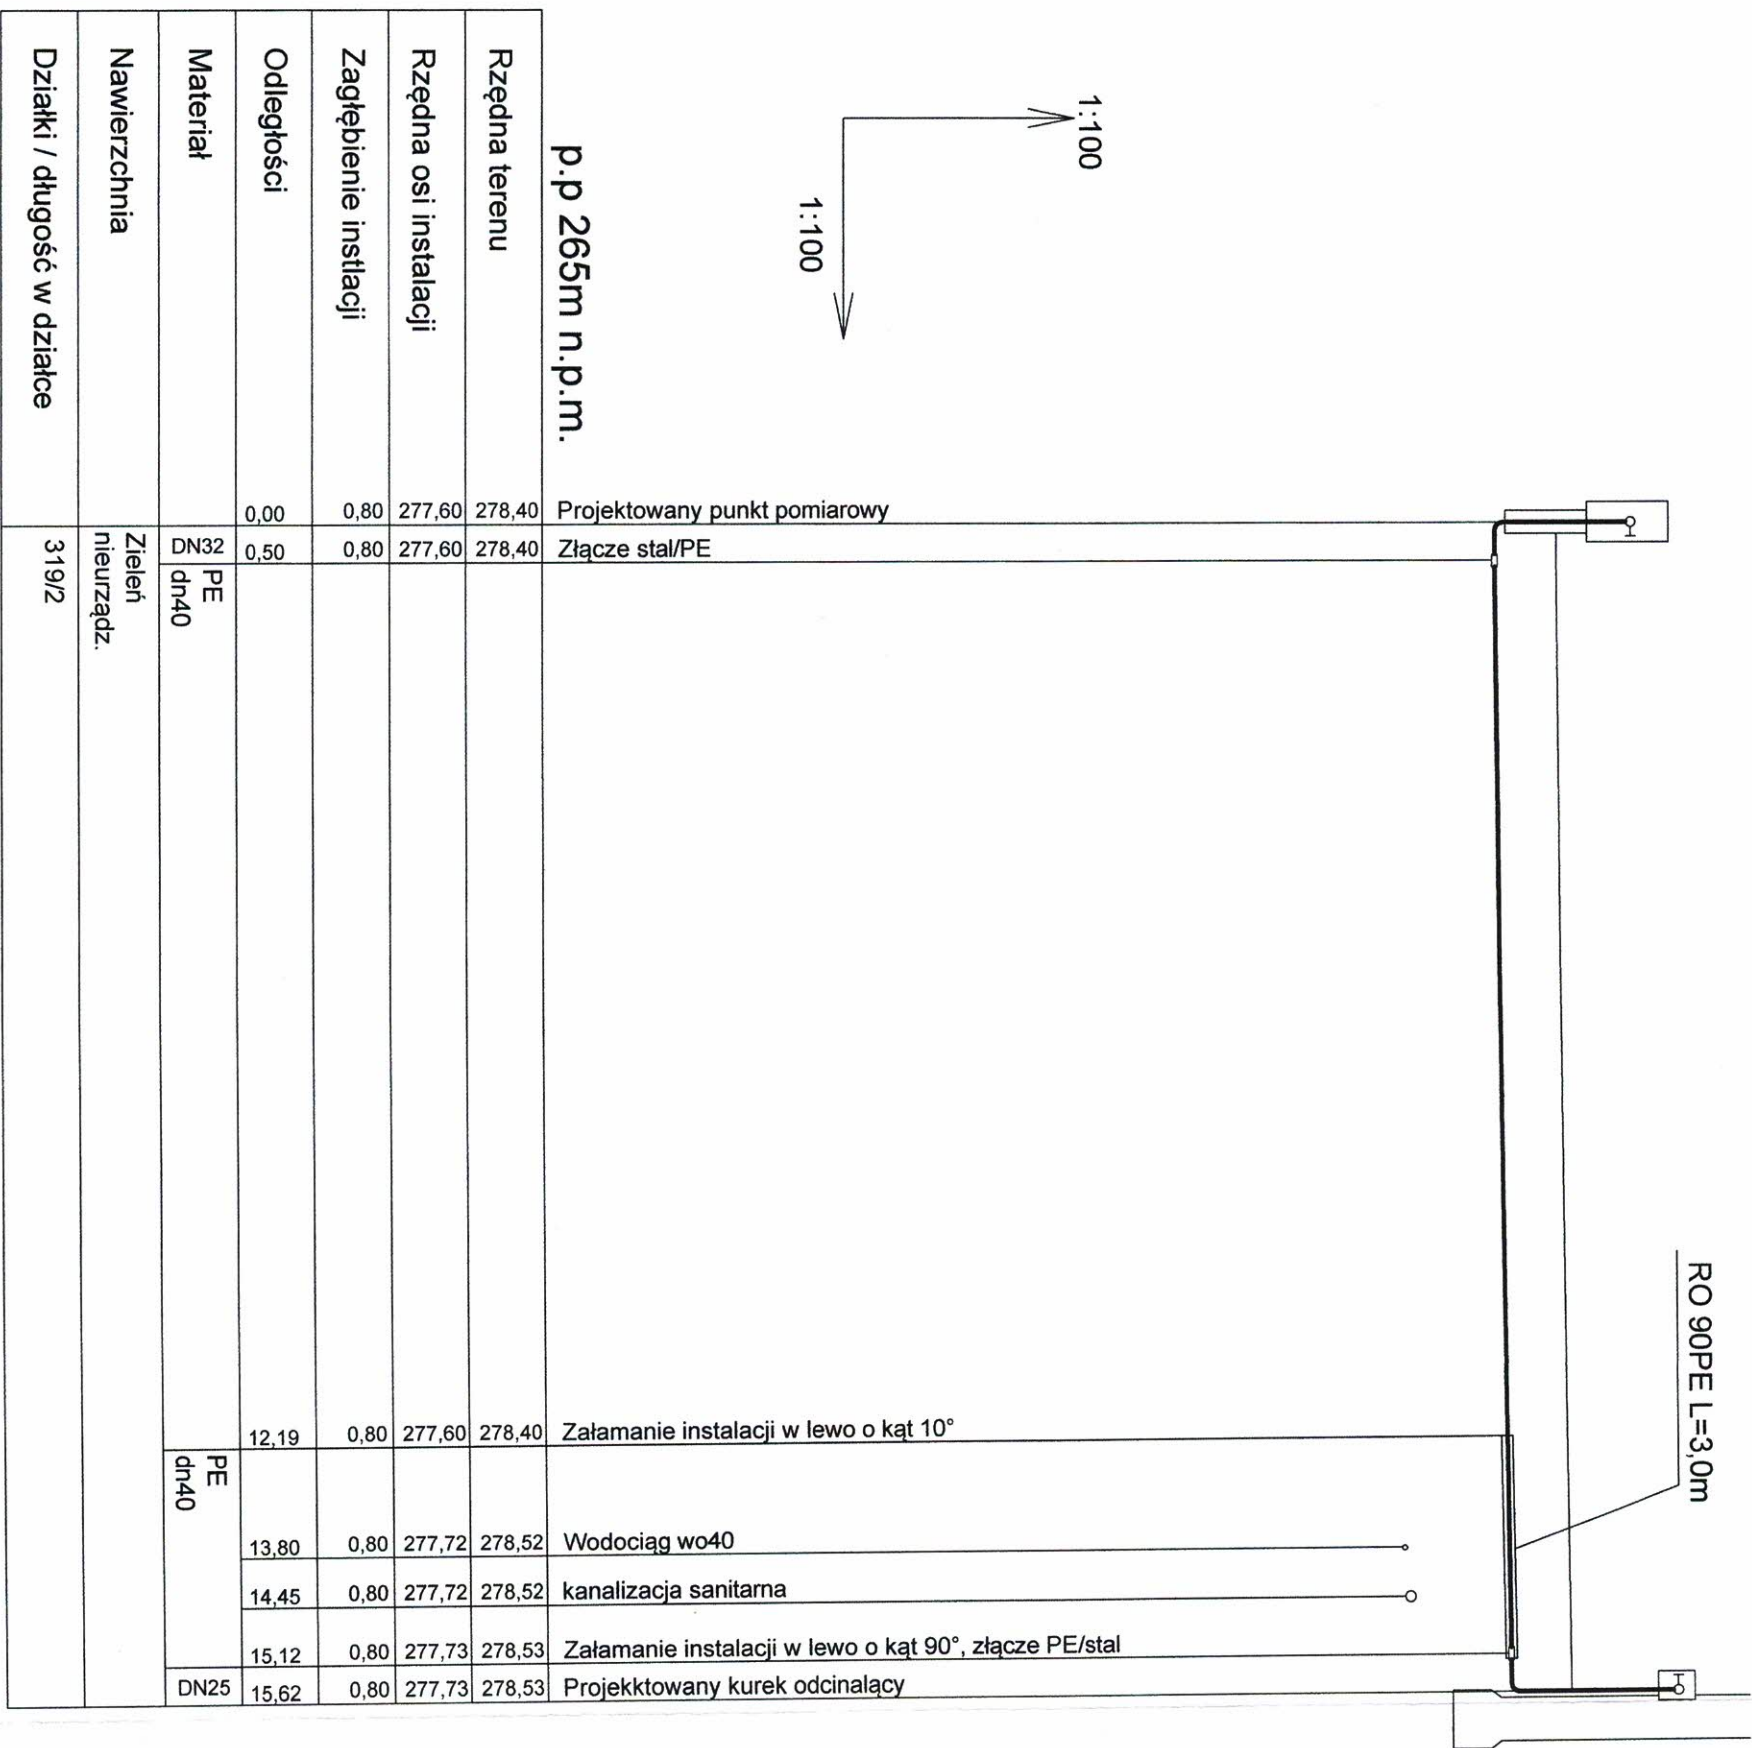 RO 90PE L=3,0m
1:100
1:100
p.p 265m n.p.m.
Projektowany punkt pomiarowy
Złącze stal/PE
Załamanie instalacji w lewo o kąt 10°
Wodociąg wo40
kanalizacja sanitarna
Załamanie instalacji w lewo o kąt 90°, złącze PE/stal
Projekktowany kurek odcinalący
Rzędna terenu 278,40 278,40 278,40 278,52 278,52 278,53 278,53
Rzędna osi instalacji 277,60 277,60 277,60 277,72 277,72 277,73 277,73
Zagłębienie instlacji 0,80 0,80 0,80 0,80 0,80 0,80 0,80
Odległości 0,00 0,50 12,19 13,80 14,45 15,12 15,62
Materiał DN32 PE PE DN25
dn40 dn40
Nawierzchnia Zieleń
nieurządz.
Działki / długość w działce 319/2